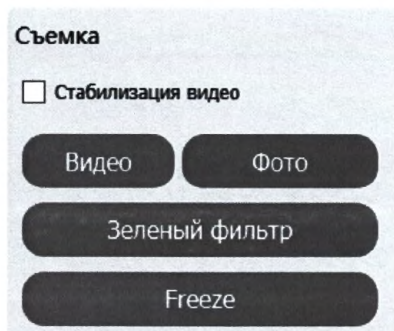 Съемка
Стабилизация видео
Видео Фото
Зеленый фильтр
Freeze